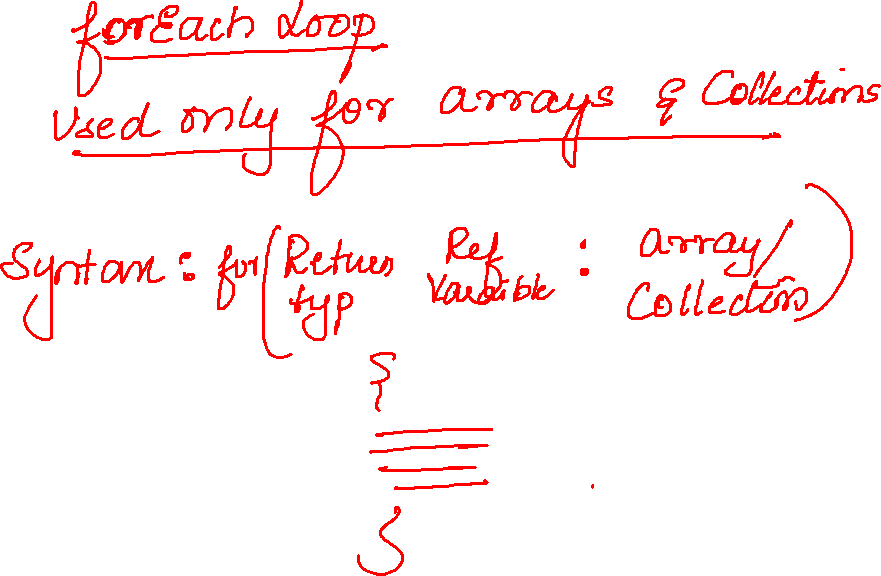 forEach Loop
Used only for arrays & Collections
Syntax : for ( Return Ref : array/
typ Variable Collection )
{
}